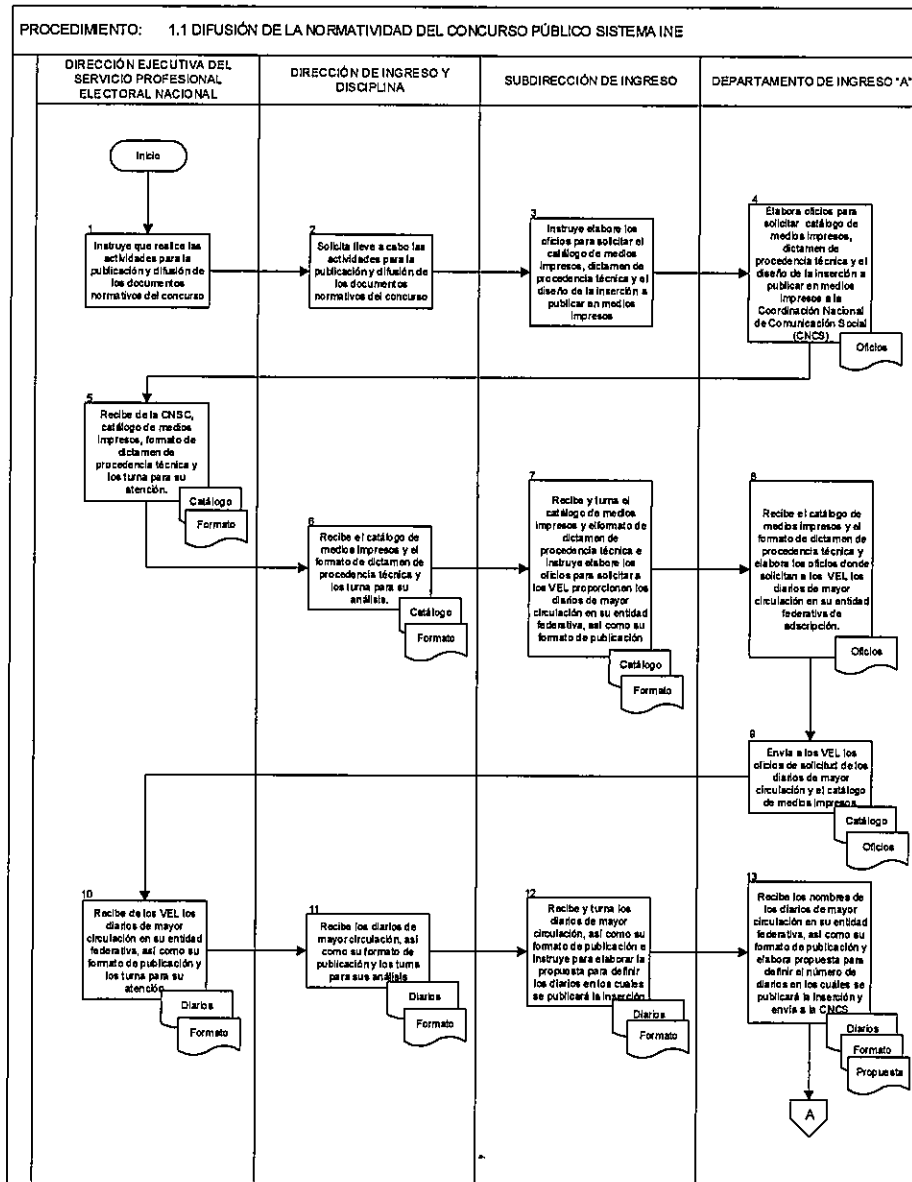 PROCEDIMIENTO: 1.1 DIFUSIÓN DE LA NORMATIVIDAD DEL CONCURSO PÚBLICO SISTEMA INE
DIRECCIÓN EJECUTIVA DEL
SERVICIO PROFESIONAL
ELECTORAL NACIONAL
DIRECCIÓN DE INGRESO Y
DISCIPLINA
SUBDIRECCIÓN DE INGRESO
DEPARTAMENTO DE INGRESO "A"
Inicio
1
Instruye que realice las
actividades para la
publicación y difusión de
los documentos
normativos del concurso
2
Solicita lleve a cabo las
actividades para la
publicación y difusión de
los documentos
normativos del concurso
3
Instruye elabore los
oficios para solicitar el
catálogo de medios
impresos, dictamen de
procedencia técnica y el
diseño de la inserción a
publicar en medios
impresos
4
Elabora oficios para
solicitar catálogo de
medios impresos,
dictamen de
procedencia técnica y el
diseño de la inserción a
publicar en medios
impresos a la
Coordinación Nacional
de Comunicación Social
(CNCS)
Oficios
5
Recibe de la CNSC,
catálogo de medios
impresos, formato de
dictamen de
procedencia técnica y
los turna para su
atención.
Catálogo
Formato
6
Recibe el catálogo de
medios impresos y el
formato de dictamen de
procedencia técnica y
los turna para su
análisis.
Catálogo
Formato
7
Recibe y turna el
catálogo de medios
impresos y elformato de
dictamen de
procedencia técnica e
instruye elabore los
oficios para solicitar a
los VEL proporcionen los
diarios de mayor
circulación en su entidad
federativa, así como su
formato de publicación
Catálogo
Formato
8
Recibe el catálogo de
medios impresos y el
formato de dictamen de
procedencia técnica y
elabora los oficios donde
solicitan a los VEL los
diarios de mayor
circulación en su entidad
federativa de
adscripción.
Oficios
9
Envía a los VEL los
oficios de solicitud de los
diarios de mayor
circulación y el catálogo
de medios impresos
Catálogo
Oficios
10
Recibe de los VEL los
diarios de mayor
circulación en su entidad
federativa, así como su
formato de publicación y
los turna para su
atención
Diarios
Formato
11
Recibe los diarios de
mayor circulación, así
como su formato de
publicación y los turna
para sus análisis
Diarios
Formato
12
Recibe y turna los
diarios de mayor
circulación, así como su
formato de publicación e
instruye para elaborar la
propuesta para definir
los diarios en los cuales
se publicará la inserción
Diarios
Formato
13
Recibe los nombres de
los diarios de mayor
circulación en su entidad
federativa, así como su
formato de publicación y
elabora propuesta para
definir el número de
diarios en los cuáles se
publicará la inserción y
envía a la CNCS
Diarios
Formato
Propuesta
A